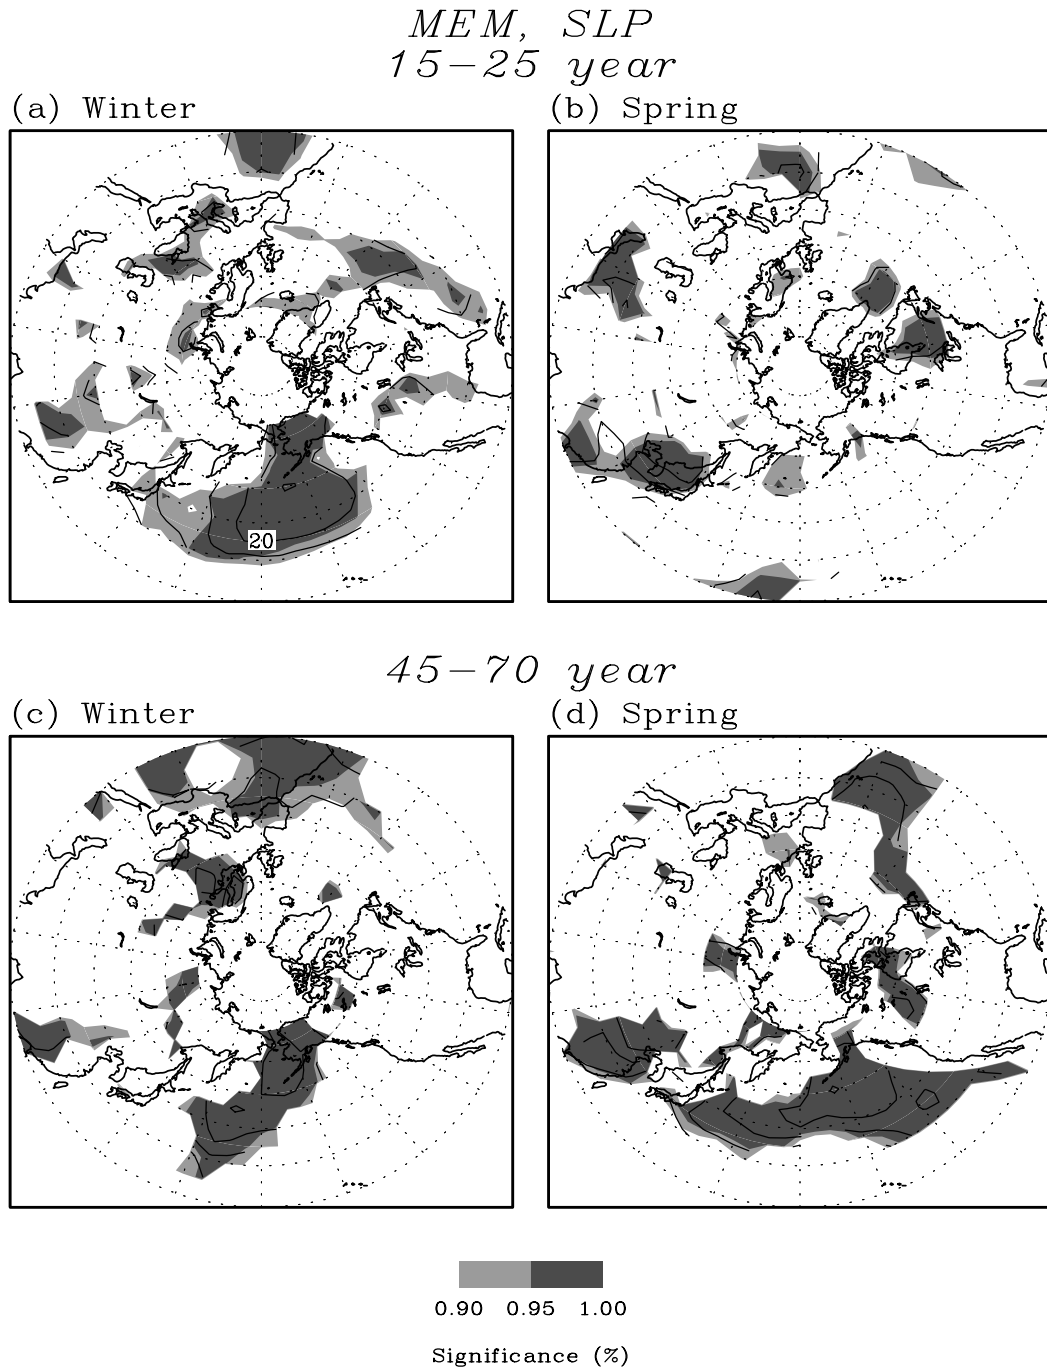 MEM, SLP
15-25 year
(a) Winter
(b) Spring
20
45-70 year
(c) Winter
(d) Spring
0.90 0.95 1.00
Significance (%)